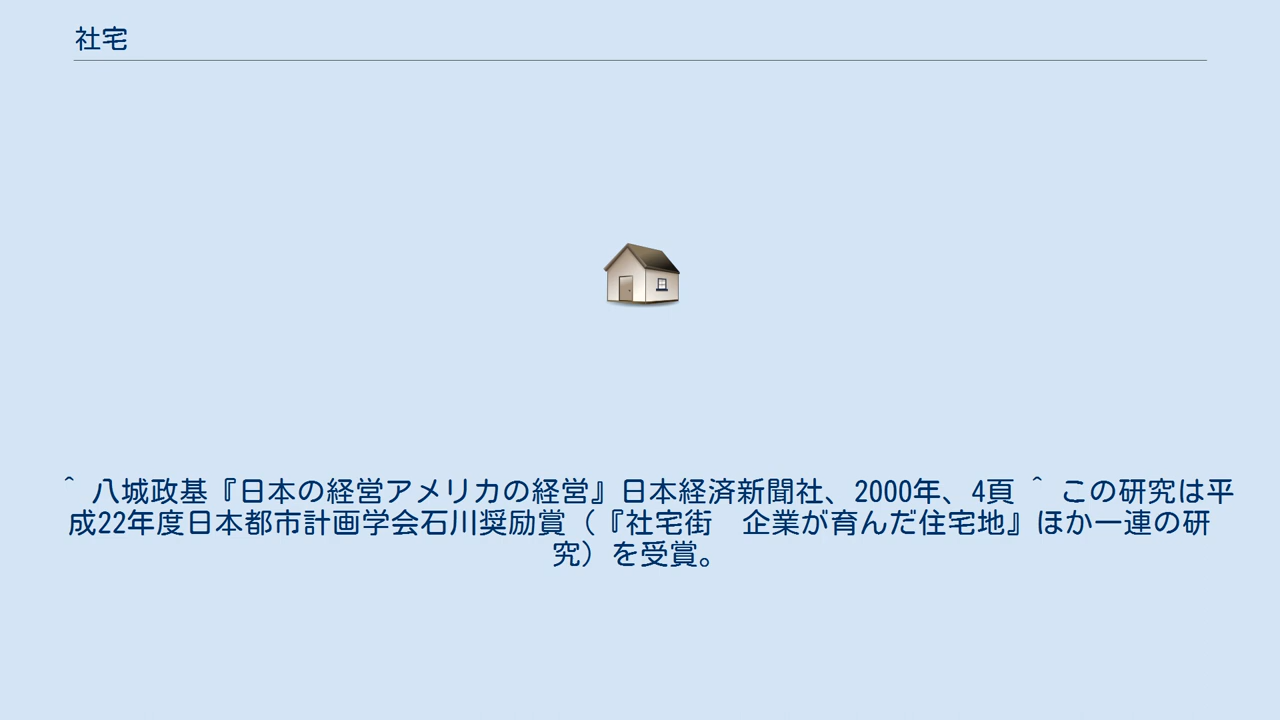 社宅
^ 八城政基『日本の経営アメリカの経営』日本経済新聞社、2000年、4頁 ^ この研究は平
成22年度日本都市計画学会石川奨励賞（『社宅街　企業が育んだ住宅地』ほか一連の研
究）を受賞。